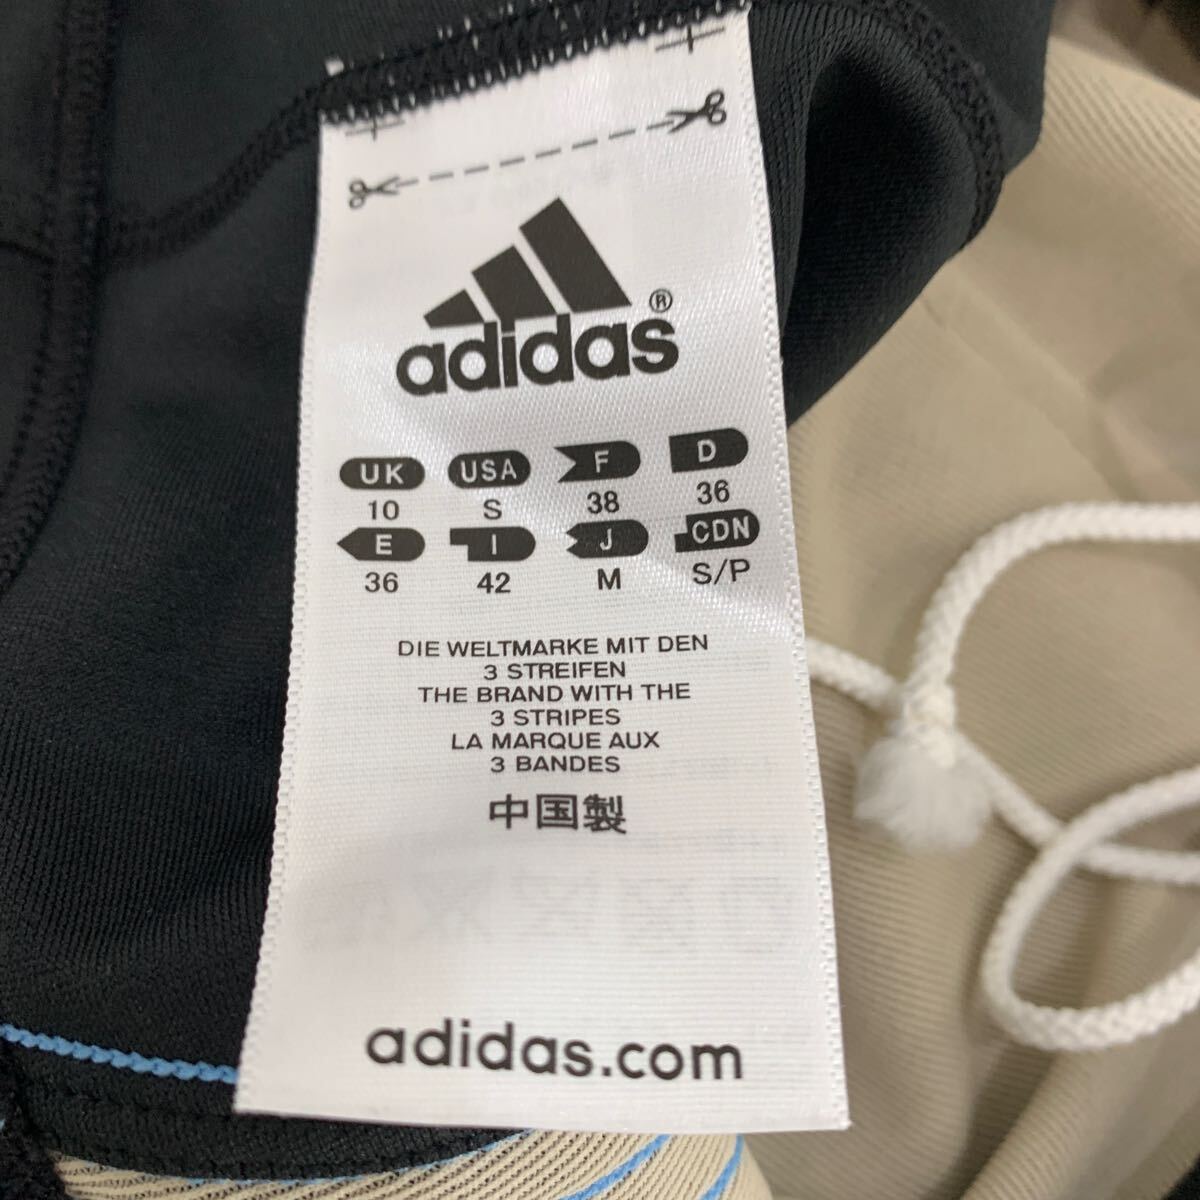 adidas®
UK USA F D
10 S 38 36
E I J CDN
36 42 M S/P
DIE WELTMARKE MIT DEN
3 STREIFEN
THE BRAND WITH THE
3 STRIPES
LA MARQUE AUX
3 BANDES
中国製
adidas.com